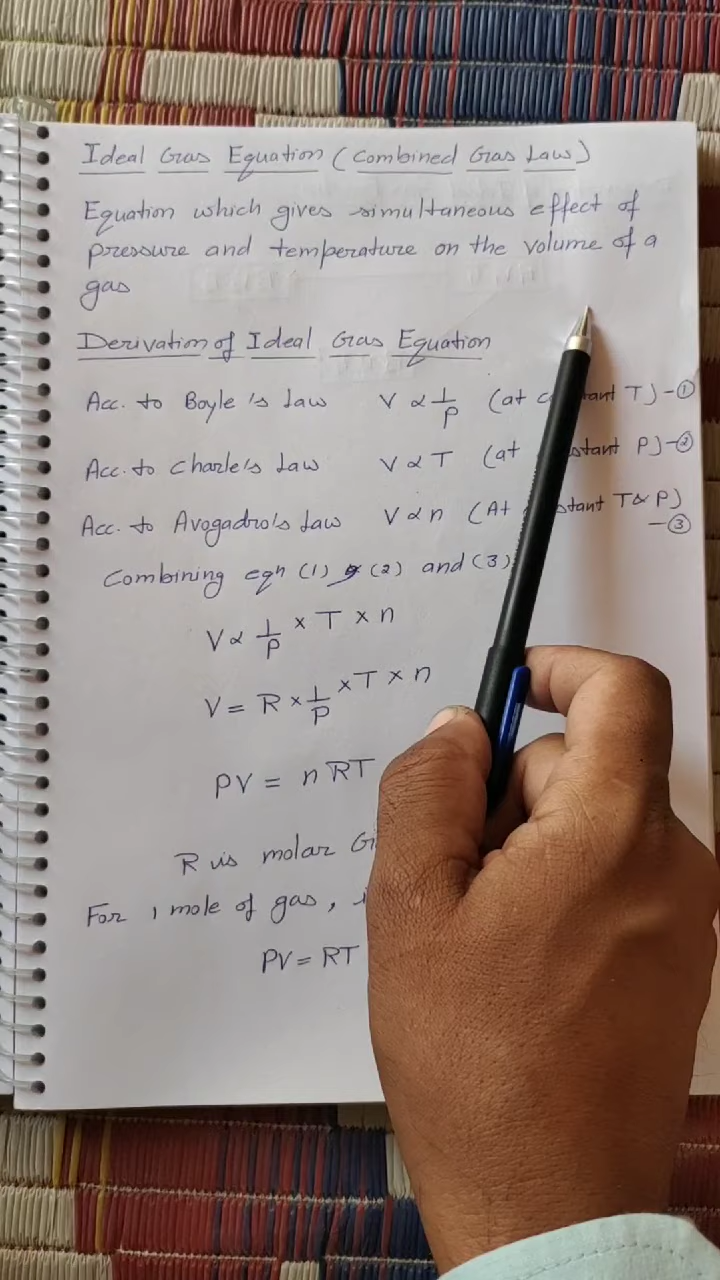 Ideal Gas Equation (Combined Gas Law)
Equation which gives simultaneous effect of
pressure and temperature on the volume of a
gas
Derivation of Ideal Gas Equation
Acc. to Boyle's Law V ∝ 1/P (at tant T) - ①
Acc. to Charle's Law V ∝ T (at stant P) - ②
Acc. to Avogadro's Law V ∝ n (At stant T & P)
- ③
Combining eqn (1), (2) and (3)
V ∝ 1/P × T × n
V = R × 1/P × T × n
PV = nRT
R is molar
For 1 mole of gas,
PV = RT